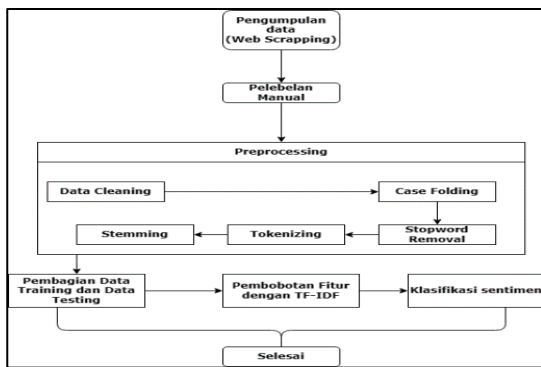 Pengumpulan
data
(Web Scrapping)
Pelebelan
Manual
Preprocessing
Data Cleaning
Case Folding
Stopword
Removal
Tokenizing
Stemming
Pembagian Data
Training dan Data
Testing
Pembobotan Fitur
dengan TF-IDF
Klasifikasi sentimen
Selesai